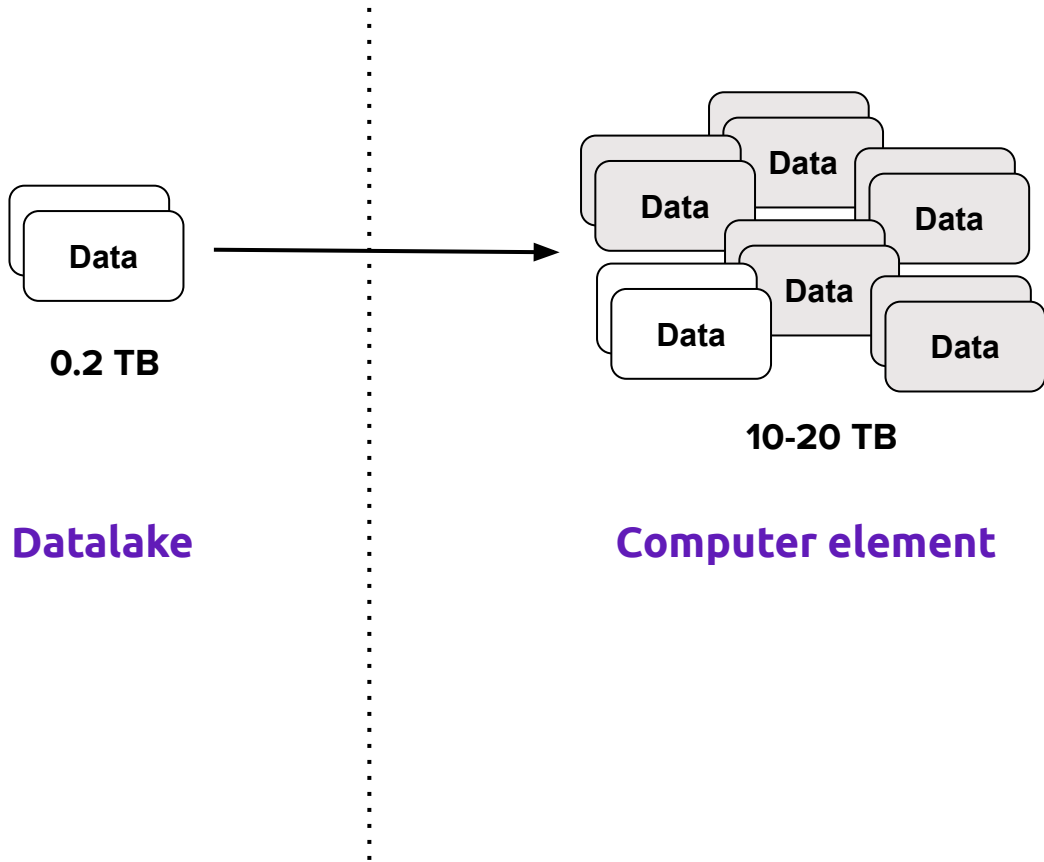 Data
0.2 TB
Datalake
Data
Data
Data
Data
Data
Data
10-20 TB
Computer element